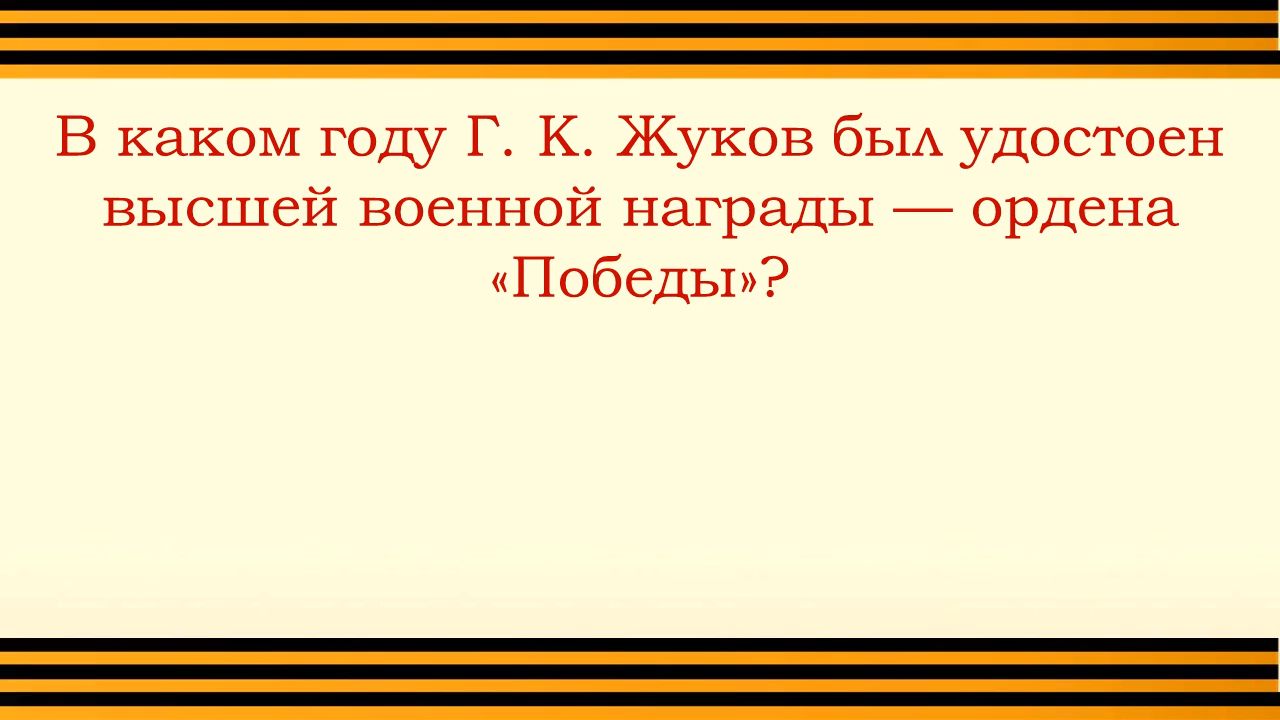 В каком году Г. К. Жуков был удостоен
высшей военной награды — ордена
«Победы»?